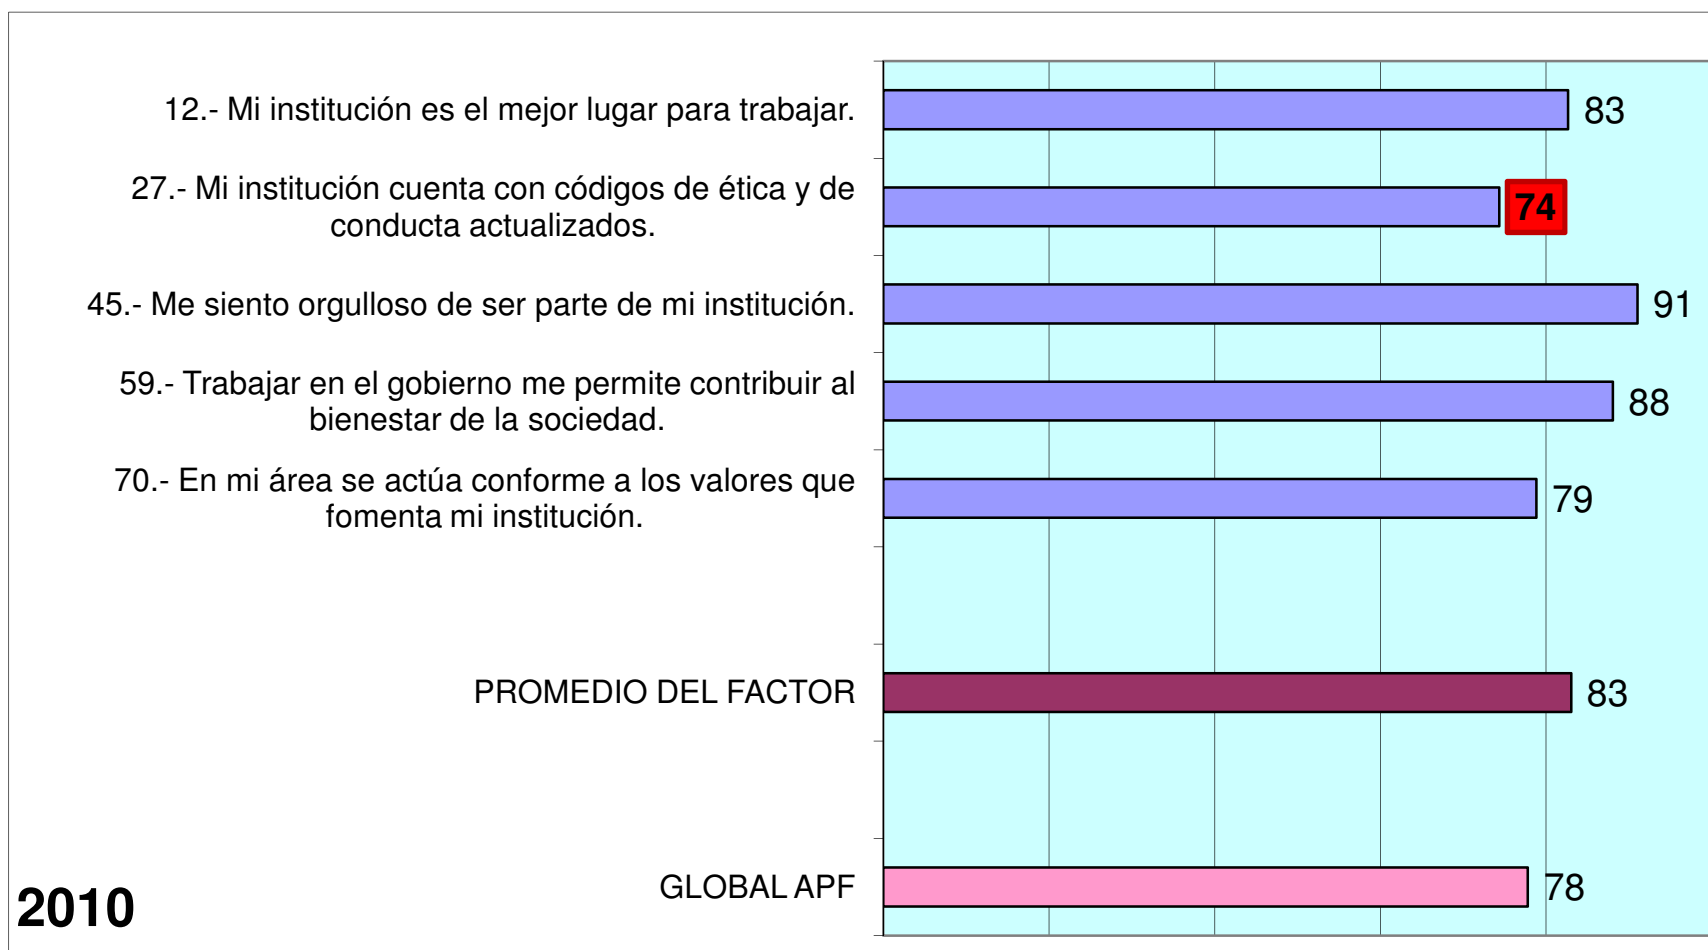 12.- Mi institución es el mejor lugar para trabajar.
83
27.- Mi institución cuenta con códigos de ética y de
conducta actualizados.
74
45.- Me siento orgulloso de ser parte de mi institución.
91
59.- Trabajar en el gobierno me permite contribuir al
bienestar de la sociedad.
88
70.- En mi área se actúa conforme a los valores que
fomenta mi institución.
79
PROMEDIO DEL FACTOR
83
GLOBAL APF
78
2010